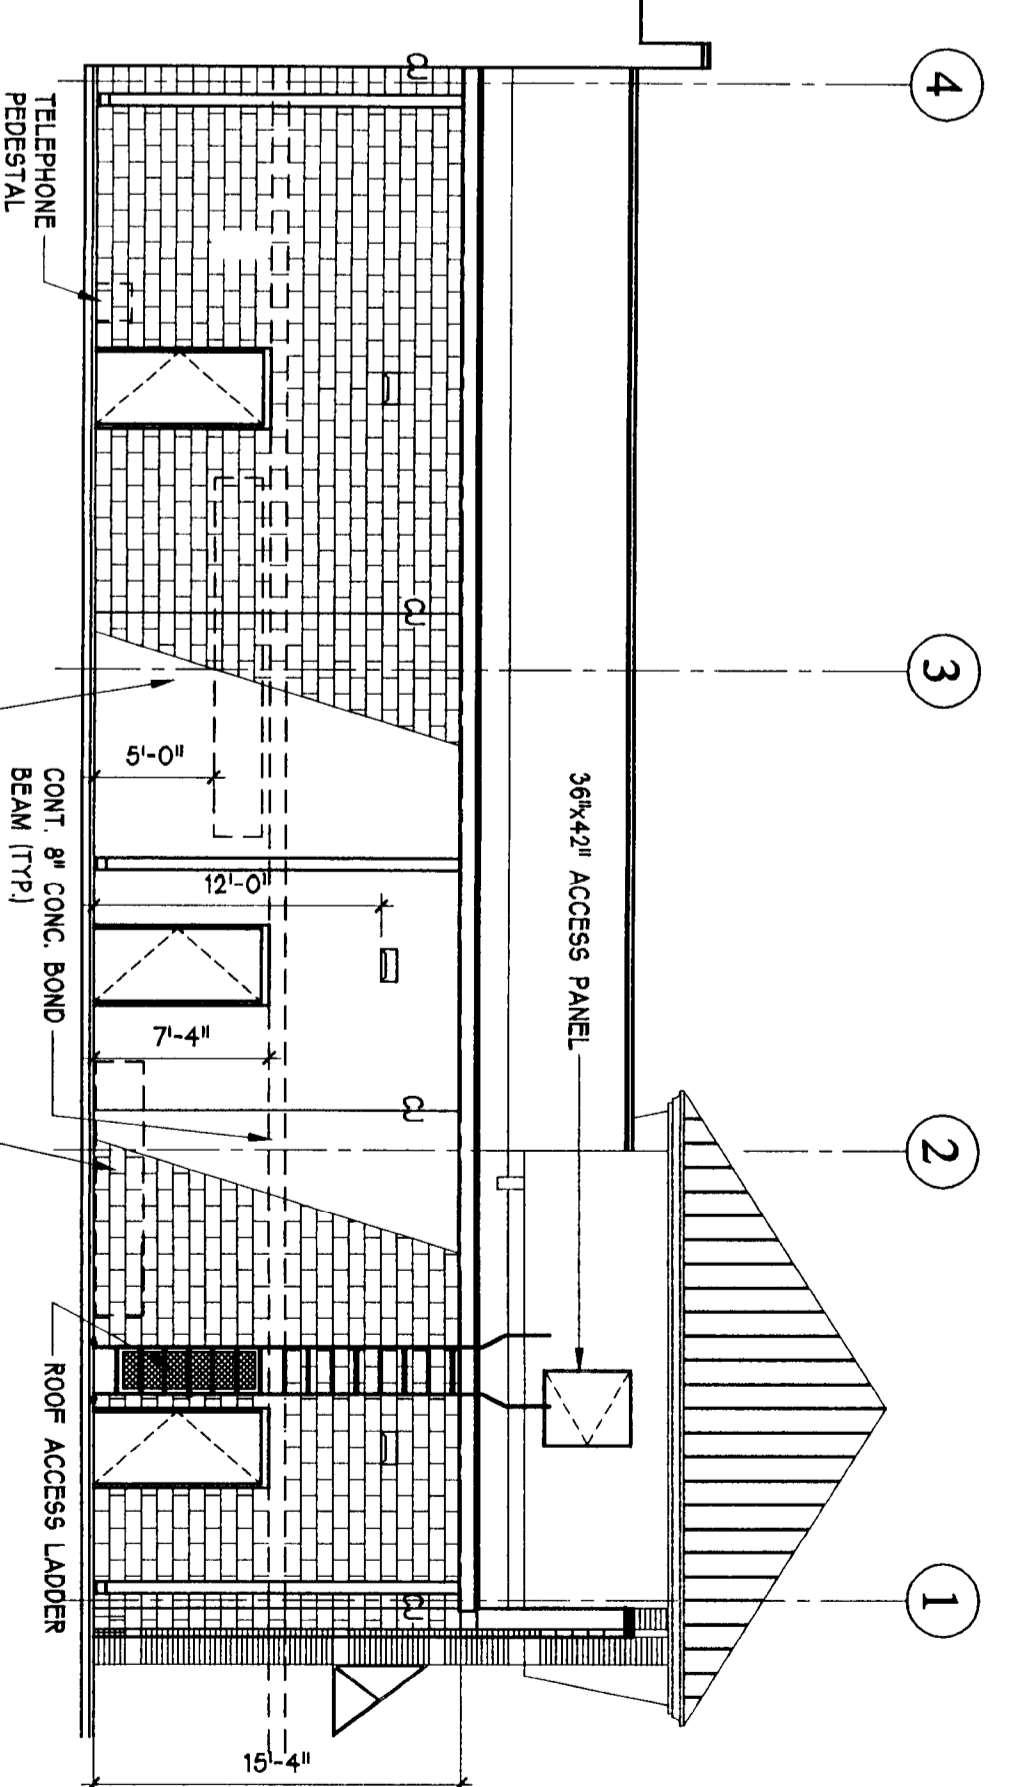 4
3
2
1
36"x42" ACCESS PANEL
12'-0"
5'-0"
7'-4"
15'-4"
TELEPHONE
PEDESTAL
CONT. 8" CONC. BOND
BEAM (TYP.)
ROOF ACCESS LADDER
CJ
CJ
CJ
CJ